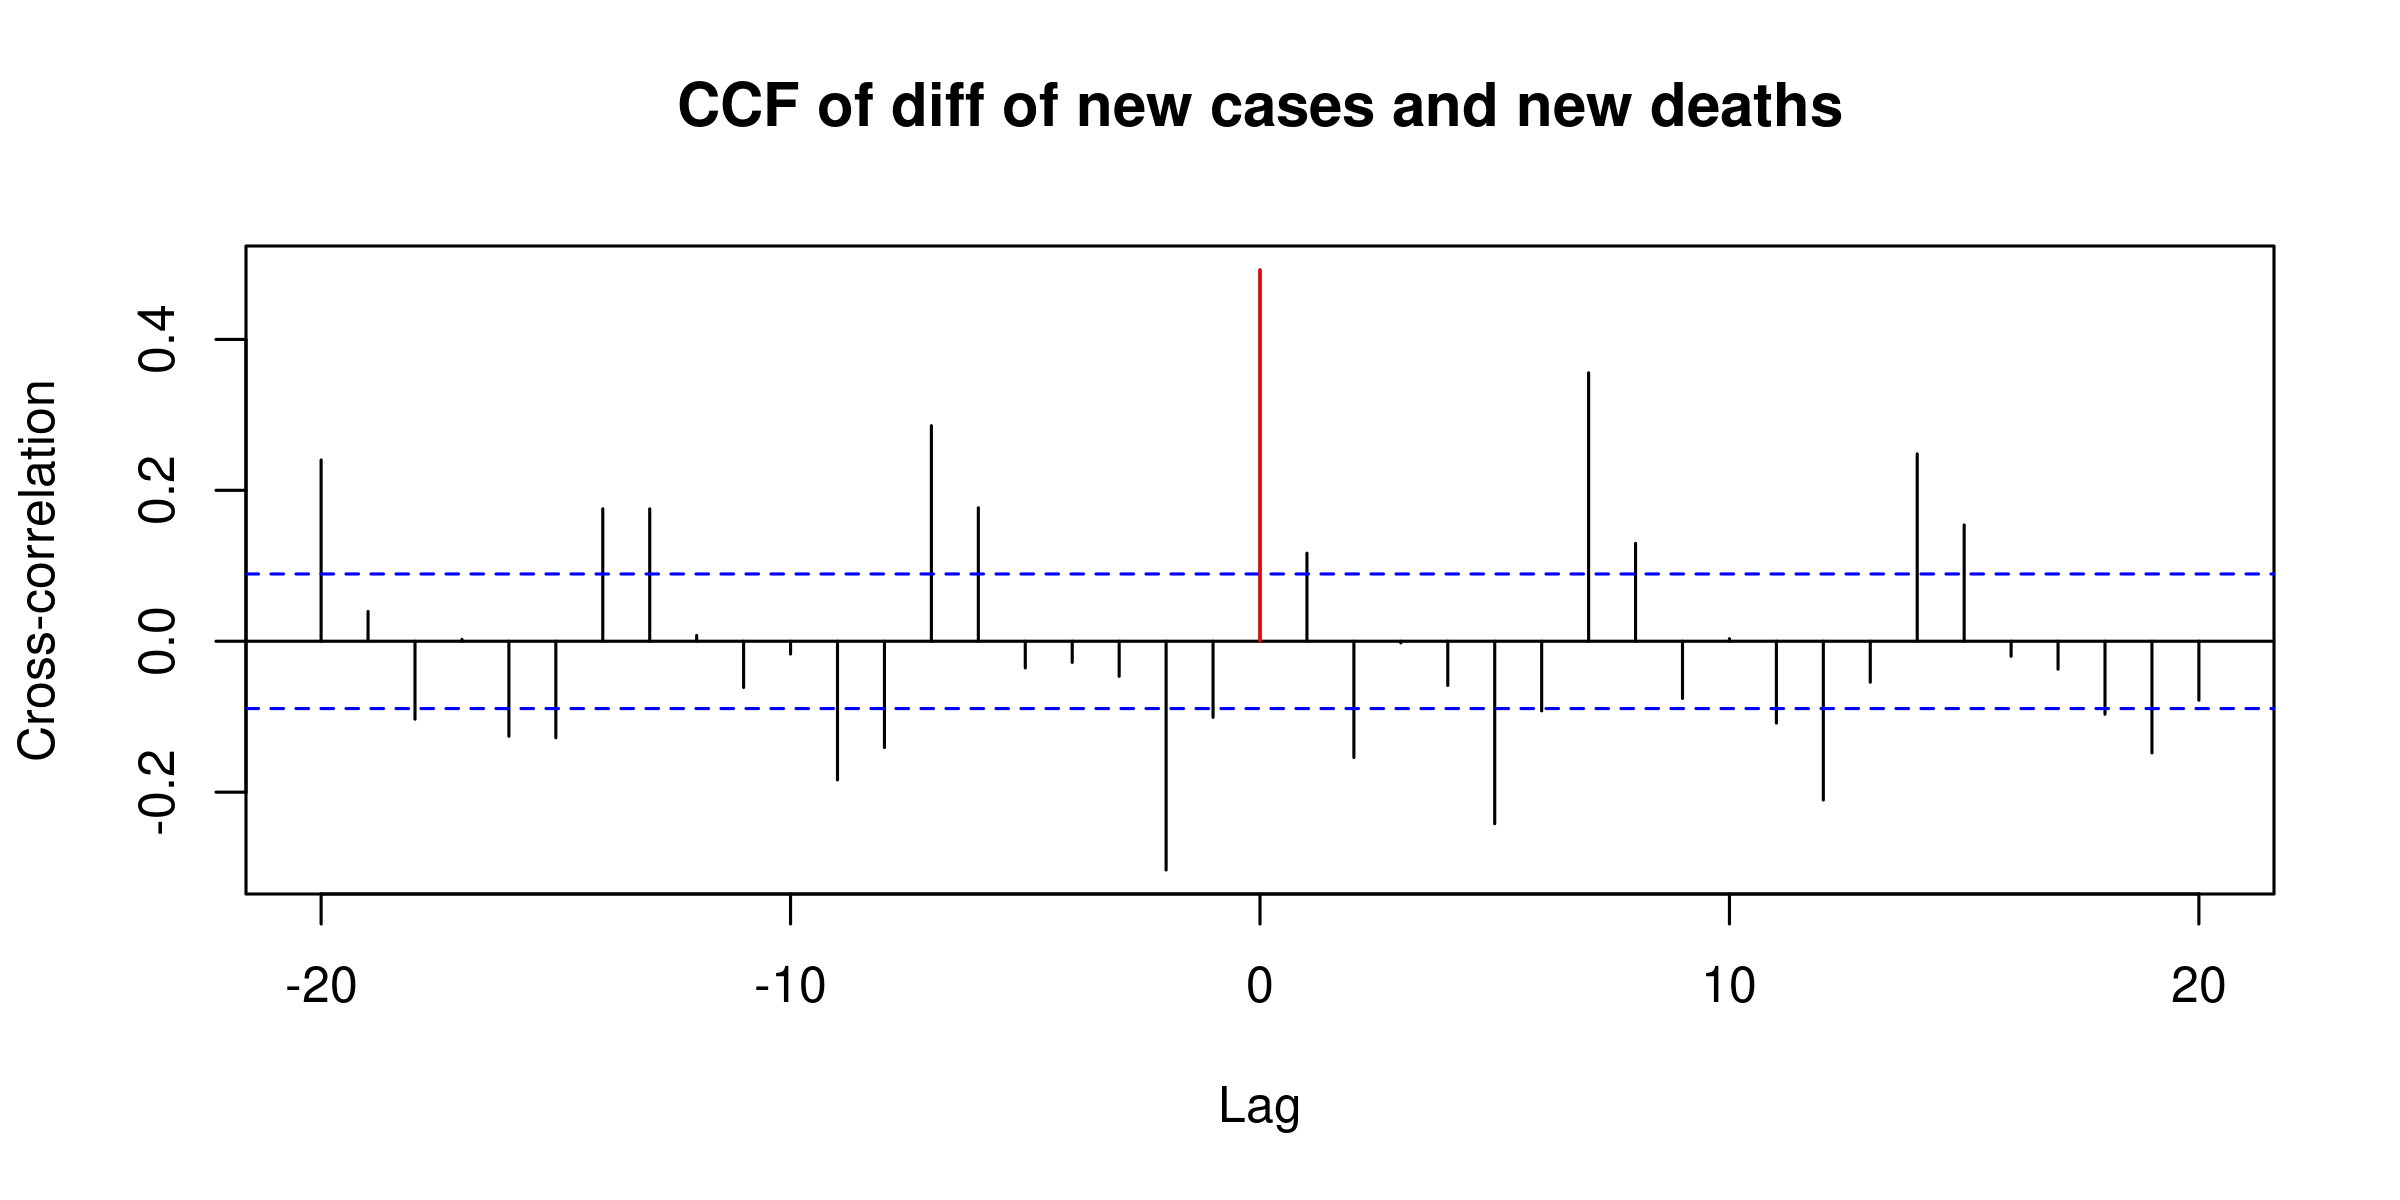 CCF of diff of new cases and new deaths
Cross-correlation
0.4
0.2
0.0
-0.2
-20 -10 0 10 20
Lag